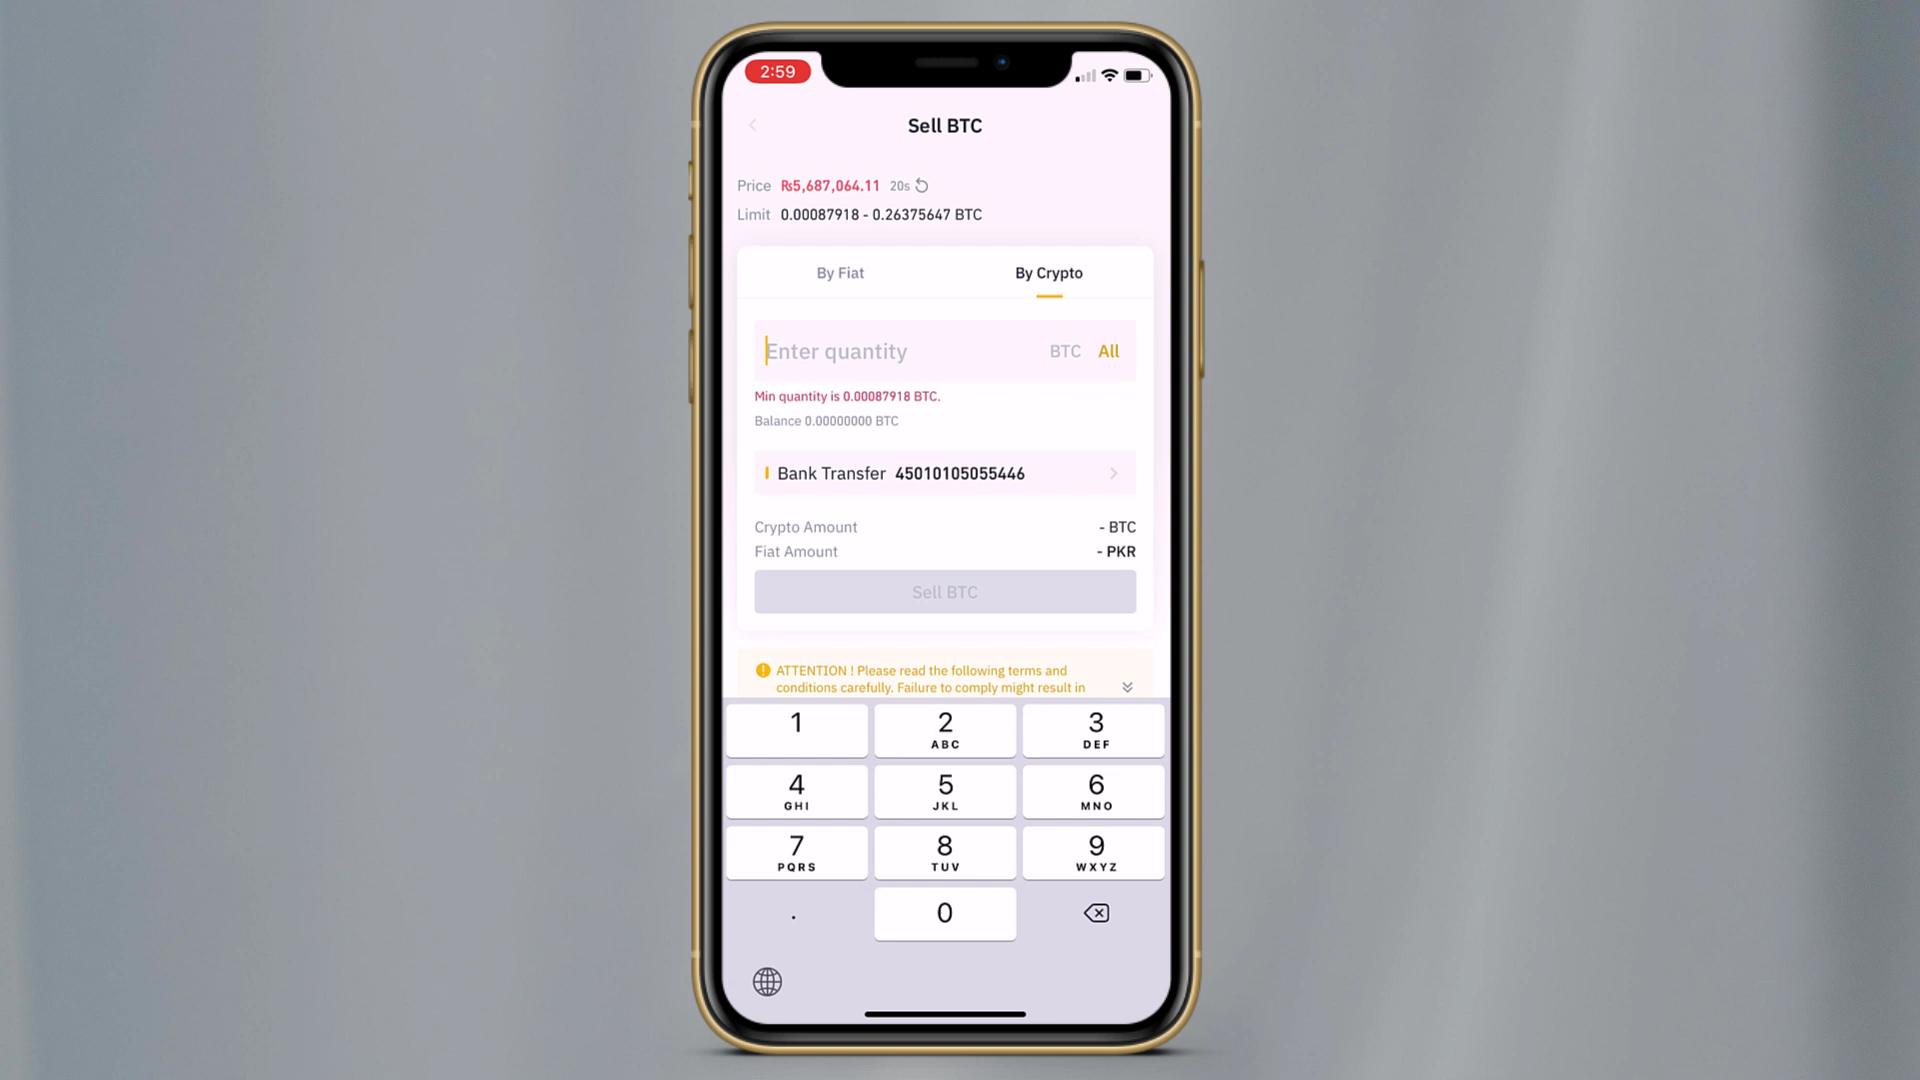 2:59
Sell BTC
Price ₨5,687,064.11 20s
Limit 0.00087918 - 0.26375647 BTC
By Fiat By Crypto
Enter quantity BTC All
Min quantity is 0.00087918 BTC.
Balance 0.00000000 BTC
Bank Transfer 45010105055446
Crypto Amount - BTC
Fiat Amount - PKR
Sell BTC
ATTENTION ! Please read the following terms and
conditions carefully. Failure to comply might result in
1 2 3
ABC DEF
4 5 6
GHI JKL MNO
7 8 9
PQRS TUV WXYZ
. 0